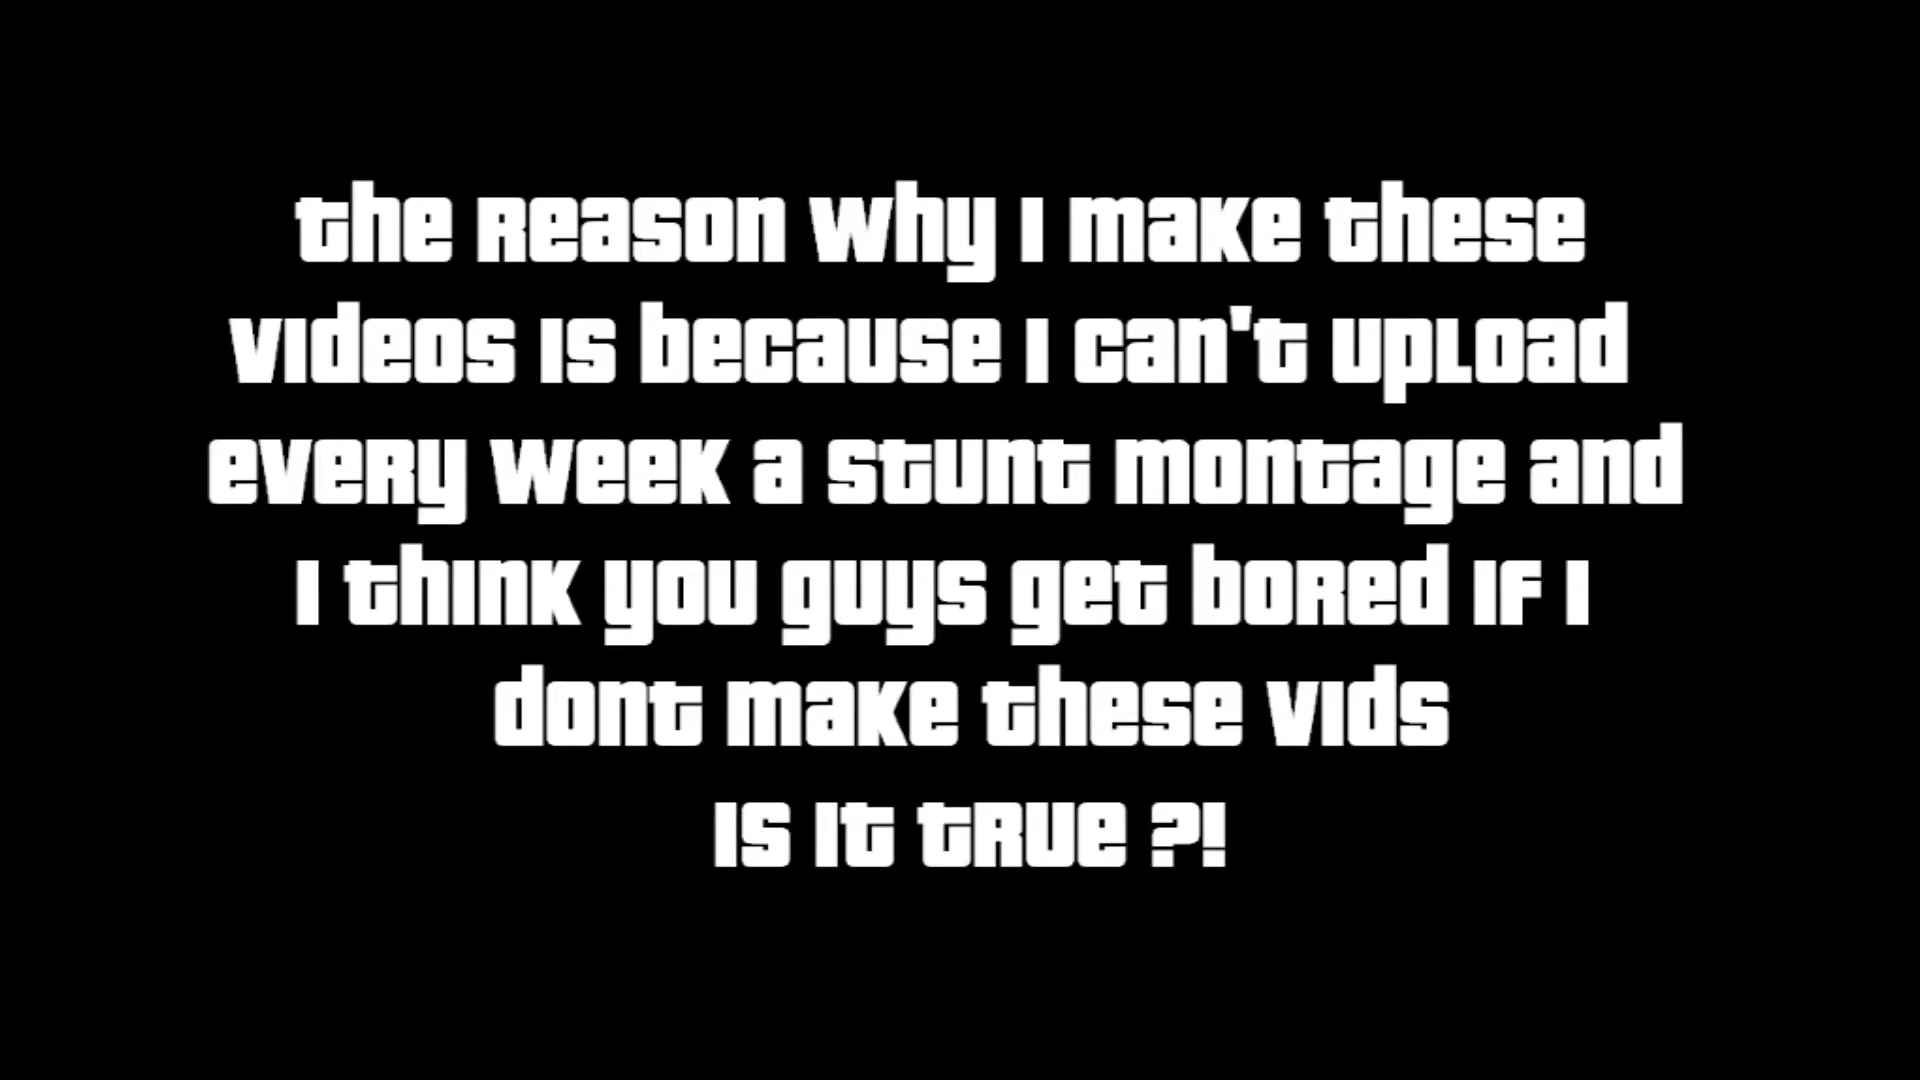 the reason why I make these
videos is because I can't upload
every week a stunt montage and
I think you guys get bored if I
dont make these vids
Is It true ?!